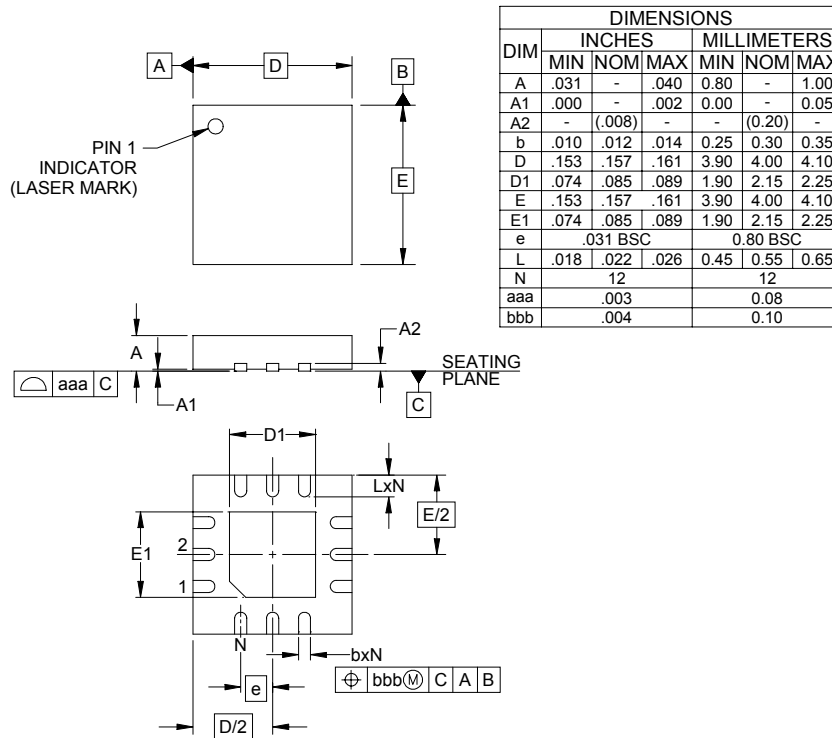 DIMENSIONS
DIM INCHES MILLIMETERS
MIN NOM MAX MIN NOM MAX
A .031 - .040 0.80 - 1.00
A1 .000 - .002 0.00 - 0.05
A2 - (.008) - - (0.20) -
b .010 .012 .014 0.25 0.30 0.35
D .153 .157 .161 3.90 4.00 4.10
D1 .074 .085 .089 1.90 2.15 2.25
E .153 .157 .161 3.90 4.00 4.10
E1 .074 .085 .089 1.90 2.15 2.25
e .031 BSC 0.80 BSC
L .018 .022 .026 0.45 0.55 0.65
N 12 12
aaa .003 0.08
bbb .004 0.10
A D B
PIN 1
INDICATOR
(LASER MARK)
E
A A2
SEATING
PLANE
aaa C
A1 C
D1
LxN
E/2
E1
2
1
N
bxN
bbb Ⓜ C A B
e
D/2